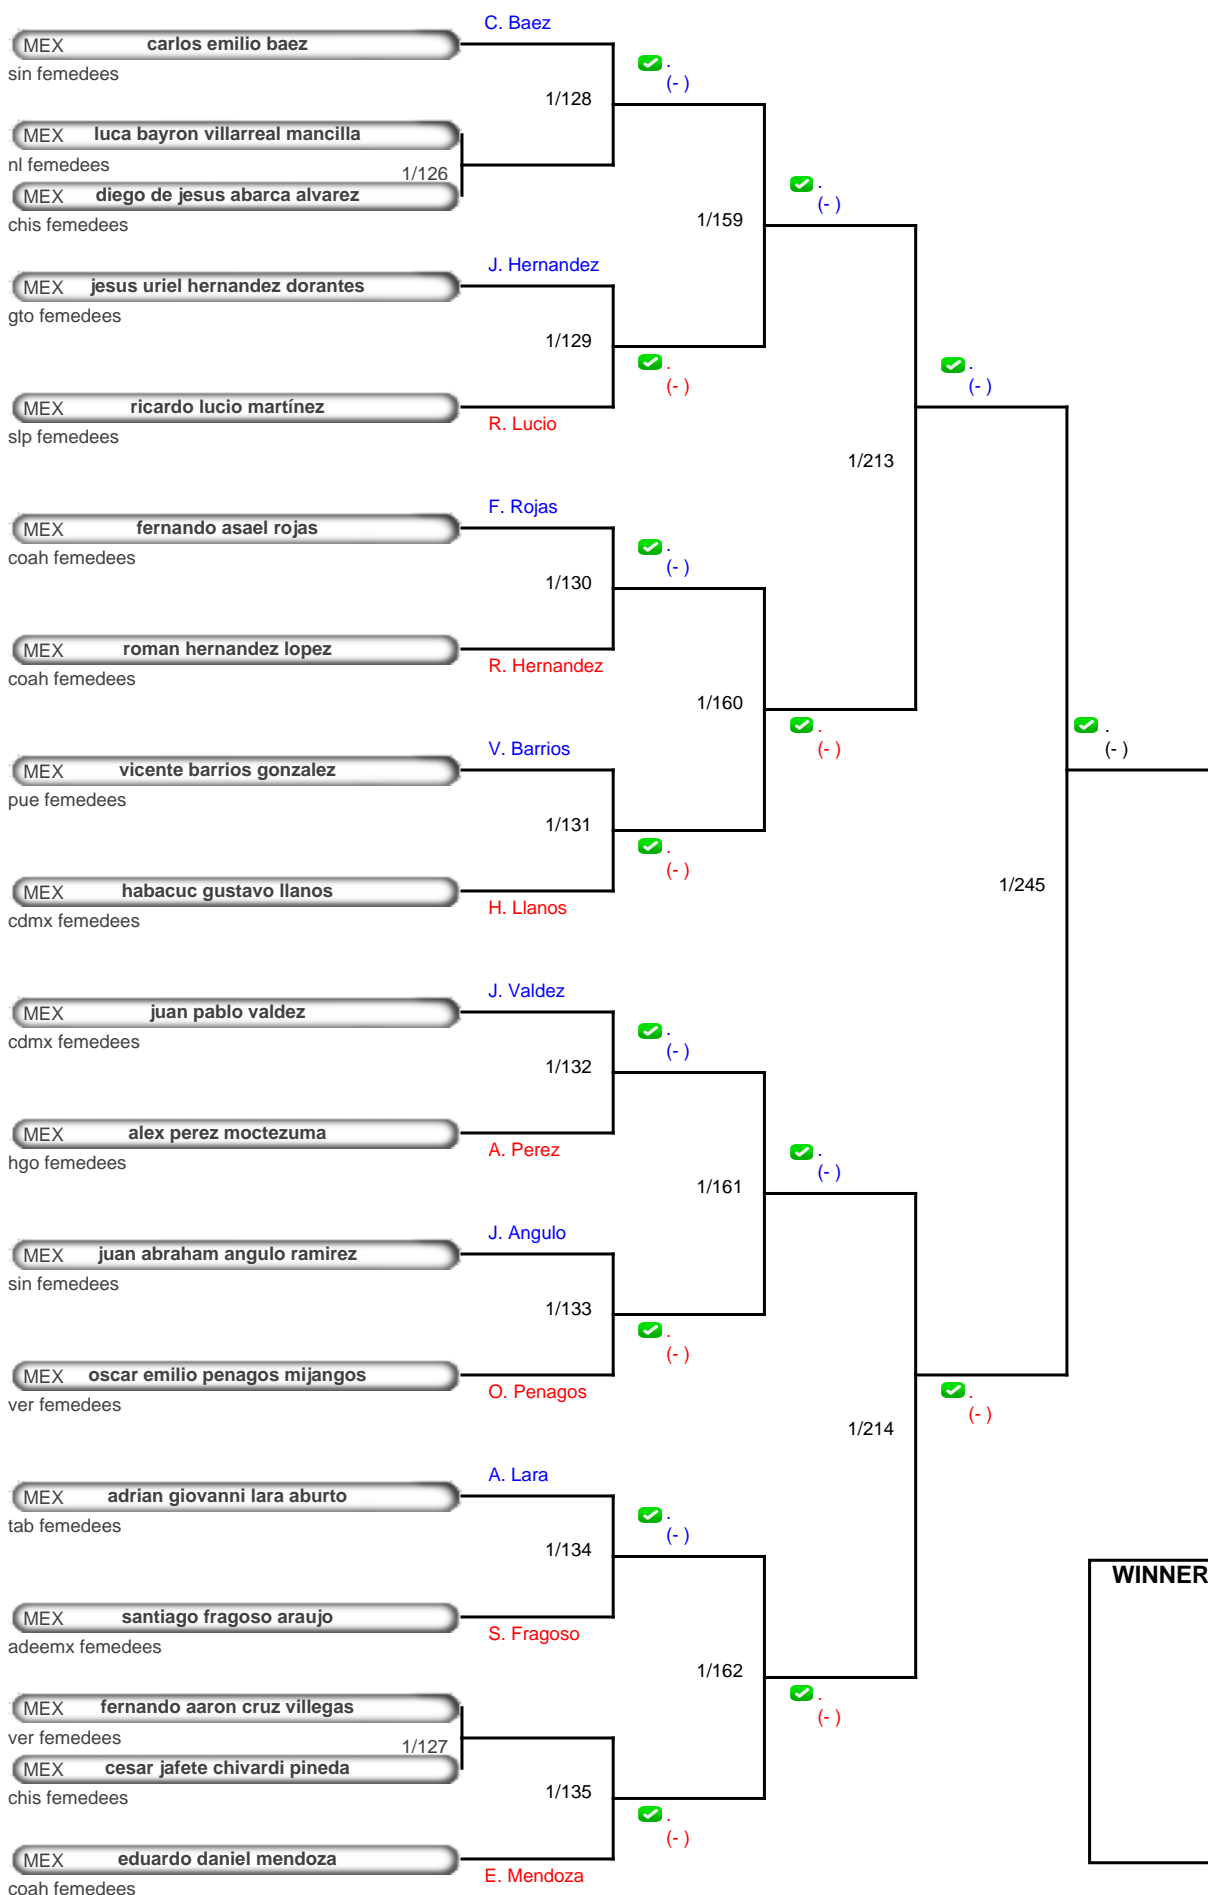 C. Baez
MEX carlos emilio baez
sin femedees
.
(- )
1/128
MEX luca bayron villarreal mancilla
nl femedees
1/126
MEX diego de jesus abarca alvarez
chis femedees
.
(- )
1/159
J. Hernandez
MEX jesus uriel hernandez dorantes
gto femedees
1/129
.
(- )
.
(- )
MEX ricardo lucio martínez
slp femedees
R. Lucio
1/213
F. Rojas
MEX fernando asael rojas
coah femedees
.
(- )
1/130
MEX roman hernandez lopez
coah femedees
R. Hernandez
1/160
.
(- )
.
(- )
V. Barrios
MEX vicente barrios gonzalez
pue femedees
1/131
.
(- )
MEX habacuc gustavo llanos
cdmx femedees
H. Llanos
1/245
J. Valdez
MEX juan pablo valdez
cdmx femedees
.
(- )
1/132
MEX alex perez moctezuma
hgo femedees
A. Perez
.
(- )
1/161
J. Angulo
MEX juan abraham angulo ramirez
sin femedees
1/133
.
(- )
MEX oscar emilio penagos mijangos
ver femedees
O. Penagos
.
(- )
1/214
A. Lara
MEX adrian giovanni lara aburto
tab femedees
.
(- )
1/134
WINNER
MEX santiago fragoso araujo
adeemx femedees
S. Fragoso
1/162
.
(- )
MEX fernando aaron cruz villegas
ver femedees
1/127
MEX cesar jafete chivardi pineda
chis femedees
1/135
.
(- )
MEX eduardo daniel mendoza
coah femedees
E. Mendoza